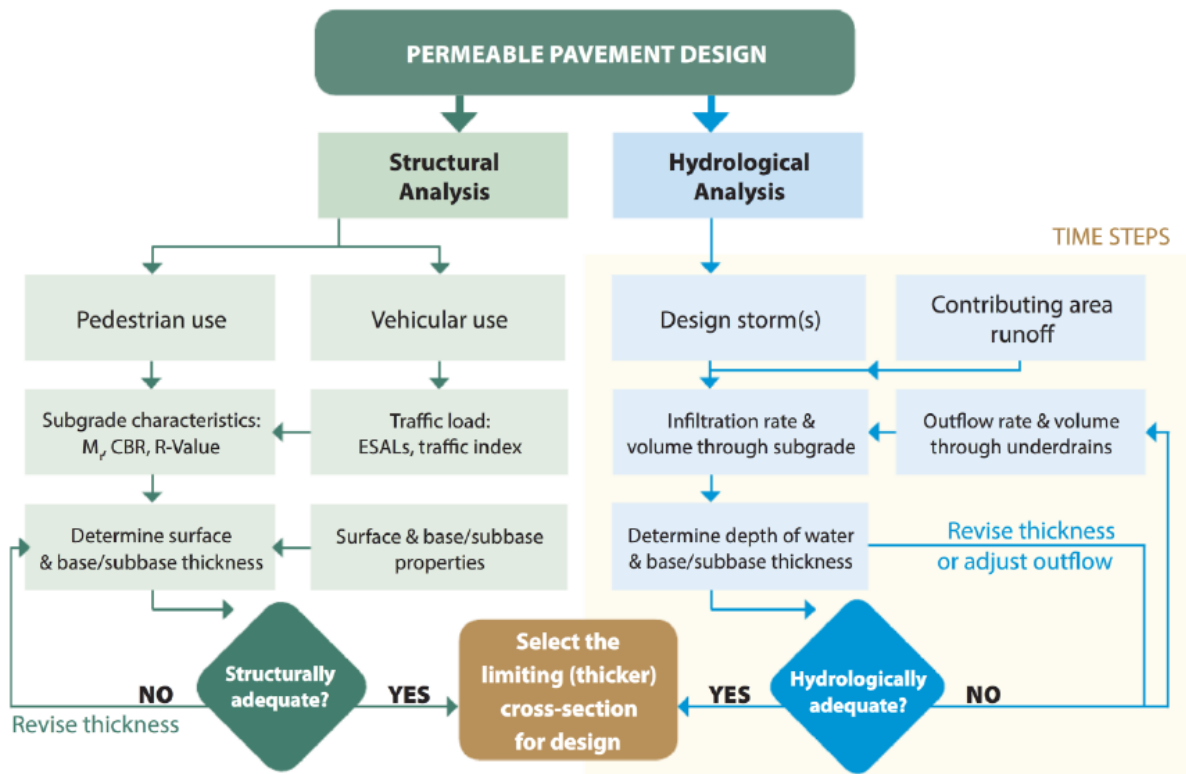 PERMEABLE PAVEMENT DESIGN
Structural
Analysis
Hydrological
Analysis
TIME STEPS
Pedestrian use
Vehicular use
Design storm(s)
Contributing area
runoff
Subgrade characteristics:
Mr, CBR, R-Value
Traffic load:
ESALs, traffic index
Infiltration rate &
volume through subgrade
Outflow rate & volume
through underdrains
Determine surface
& base/subbase thickness
Surface & base/subbase
properties
Determine depth of water
& base/subbase thickness
Revise thickness
or adjust outflow
Structurally
adequate?
NO
YES
Revise thickness
Select the
limiting (thicker)
cross-section
for design
YES
Hydrologically
adequate?
NO